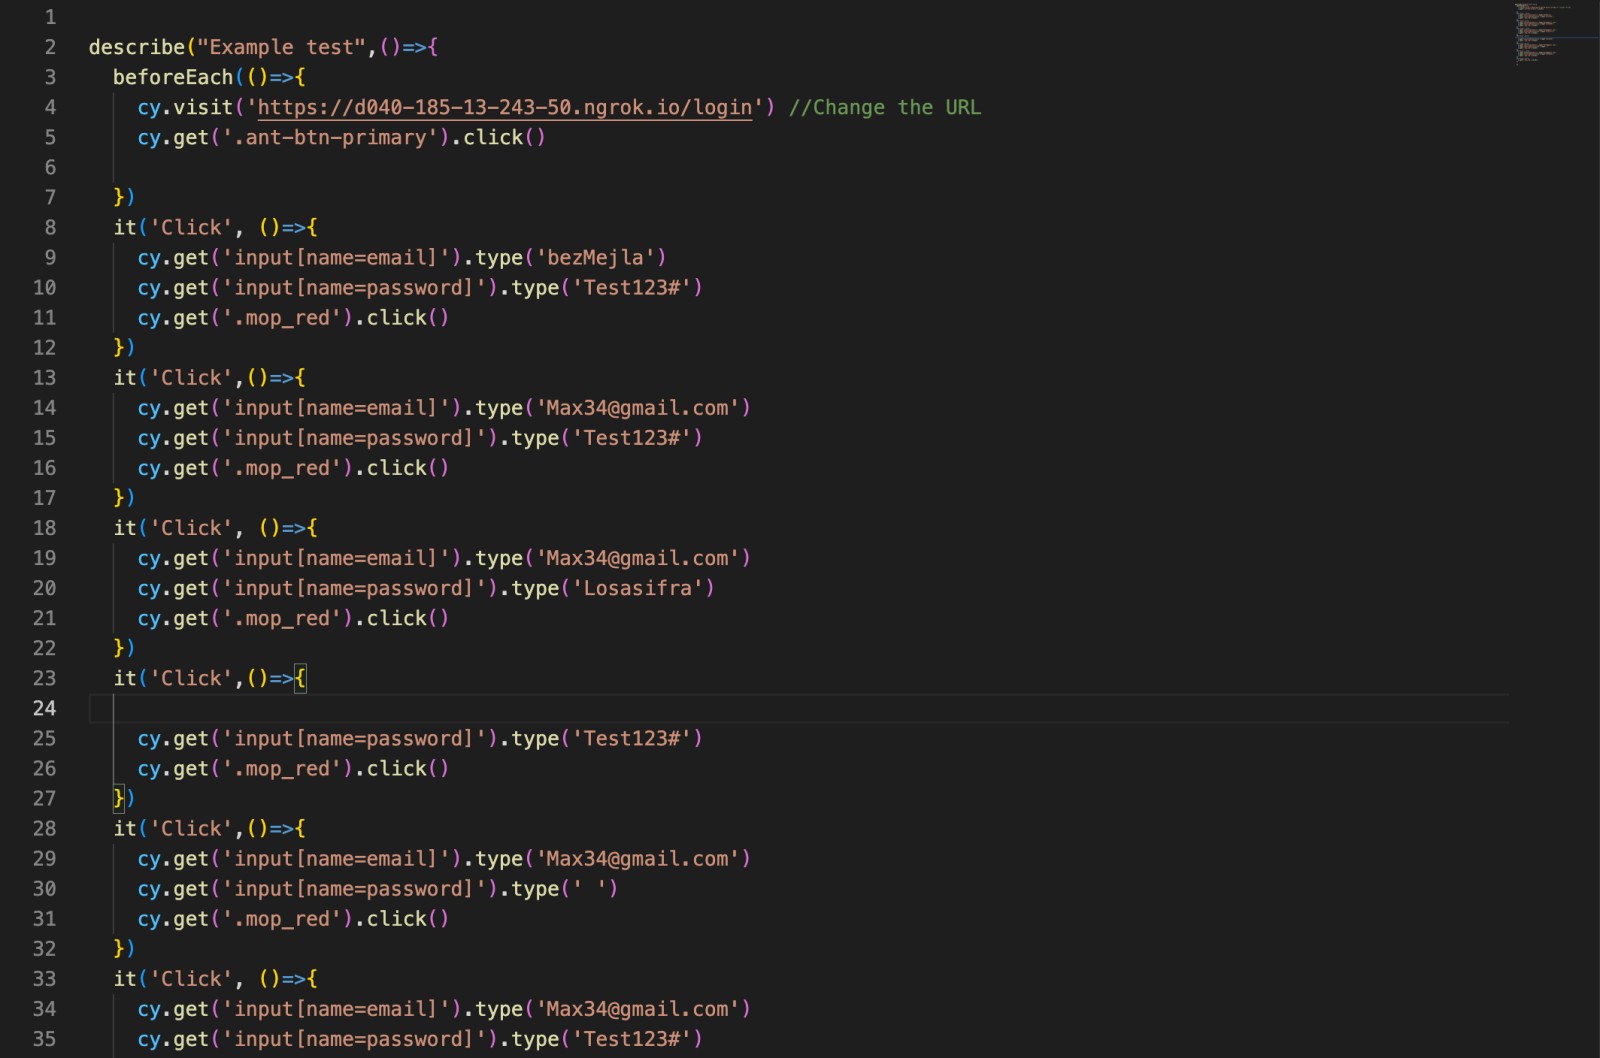 1
2 describe("Example test",()=>{
3 beforeEach(()=>{
4 cy.visit('https://d040-185-13-243-50.ngrok.io/login') //Change the URL
5 cy.get('.ant-btn-primary').click()
6
7 })
8 it('Click', ()=>{
9 cy.get('input[name=email]').type('bezMejla')
10 cy.get('input[name=password]').type('Test123#')
11 cy.get('.mop_red').click()
12 })
13 it('Click',()=>{
14 cy.get('input[name=email]').type('Max34@gmail.com')
15 cy.get('input[name=password]').type('Test123#')
16 cy.get('.mop_red').click()
17 })
18 it('Click', ()=>{
19 cy.get('input[name=email]').type('Max34@gmail.com')
20 cy.get('input[name=password]').type('Losasifra')
21 cy.get('.mop_red').click()
22 })
23 it('Click',()=>{
24
25 cy.get('input[name=password]').type('Test123#')
26 cy.get('.mop_red').click()
27 })
28 it('Click',()=>{
29 cy.get('input[name=email]').type('Max34@gmail.com')
30 cy.get('input[name=password]').type(' ')
31 cy.get('.mop_red').click()
32 })
33 it('Click', ()=>{
34 cy.get('input[name=email]').type('Max34@gmail.com')
35 cy.get('input[name=password]').type('Test123#')